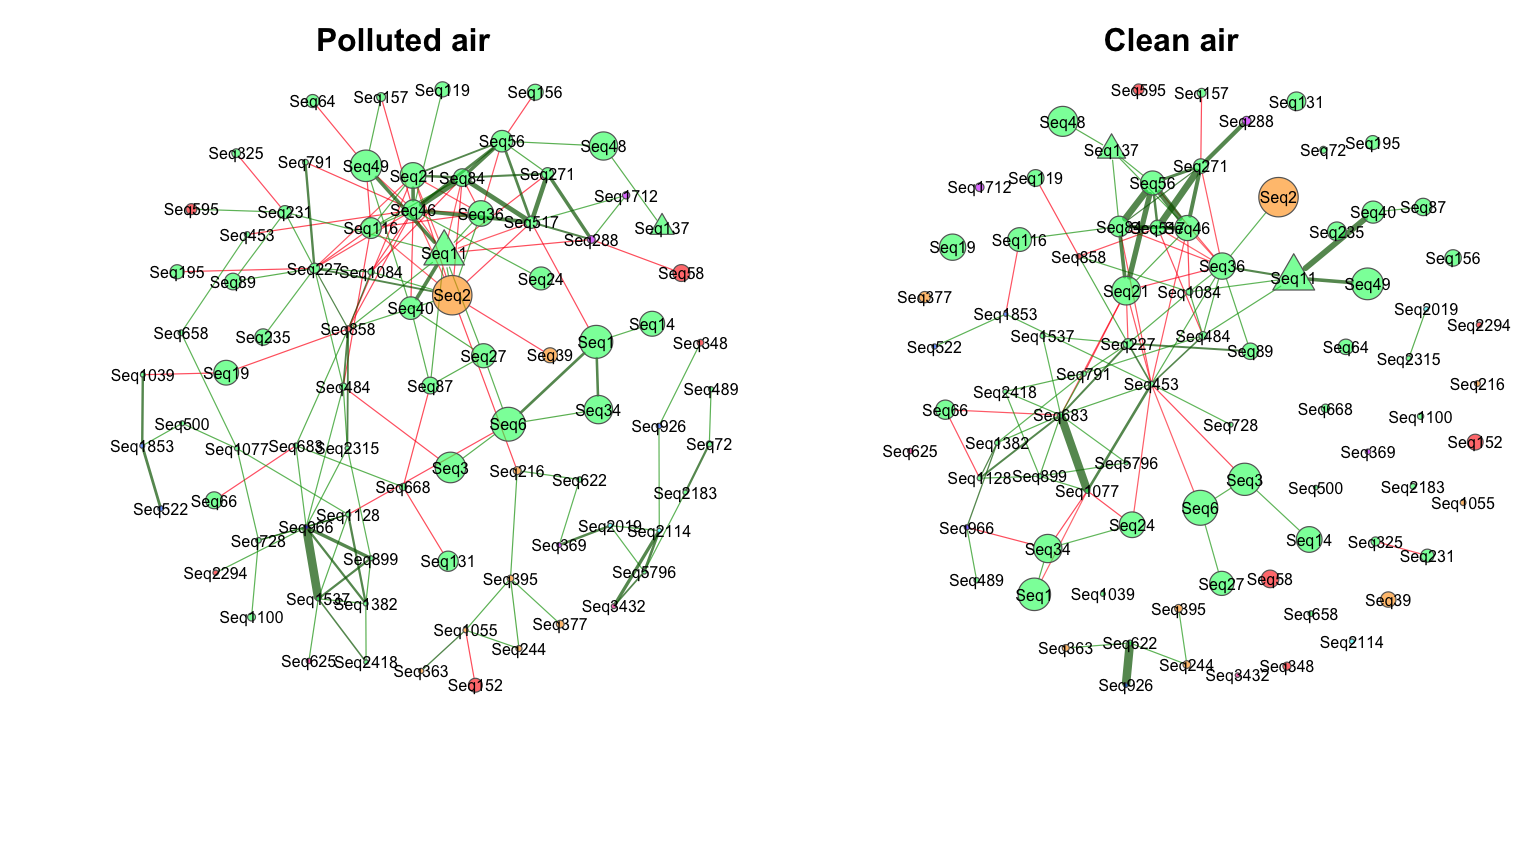 Polluted air
Seq64
Seq157
Seq119
Seq156
Seq56
Seq48
Seq325
Seq791
Seq49
Seq21
Seq84
Seq271
Seq1712
Seq595
Seq231
Seq46
Seq36
Seq517
Seq137
Seq453
Seq116
Seq288
Seq11
Seq195
Seq89
Seq227
Seq1084
Seq24
Seq58
Seq2
Seq40
Seq658
Seq235
Seq858
Seq14
Seq1
Seq348
Seq27
Seq39
Seq1039
Seq19
Seq484
Seq87
Seq489
Seq34
Seq500
Seq6
Seq926
Seq1853
Seq1077
Seq683
Seq2315
Seq72
Seq3
Seq216
Seq622
Seq668
Seq2183
Seq522
Seq66
Seq966
Seq1128
Seq2019
Seq2114
Seq728
Seq369
Seq899
Seq131
Seq2294
Seq395
Seq5796
Seq1537
Seq1382
Seq3432
Seq1100
Seq1055
Seq377
Seq244
Seq625
Seq2418
Seq363
Seq152
Clean air
Seq595
Seq157
Seq131
Seq48
Seq288
Seq137
Seq72
Seq195
Seq271
Seq119
Seq1712
Seq56
Seq2
Seq40
Seq87
Seq84
Seq517
Seq46
Seq235
Seq19
Seq116
Seq858
Seq156
Seq36
Seq11
Seq49
Seq377
Seq21
Seq1084
Seq1853
Seq2019
Seq2294
Seq522
Seq1537
Seq227
Seq484
Seq89
Seq64
Seq2315
Seq791
Seq453
Seq216
Seq2418
Seq66
Seq683
Seq668
Seq1100
Seq728
Seq625
Seq1382
Seq369
Seq152
Seq1128
Seq899
Seq5796
Seq1077
Seq3
Seq500
Seq2183
Seq1055
Seq6
Seq966
Seq24
Seq34
Seq14
Seq325
Seq231
Seq489
Seq1
Seq1039
Seq27
Seq58
Seq39
Seq395
Seq658
Seq363
Seq622
Seq2114
Seq244
Seq3432
Seq348
Seq926